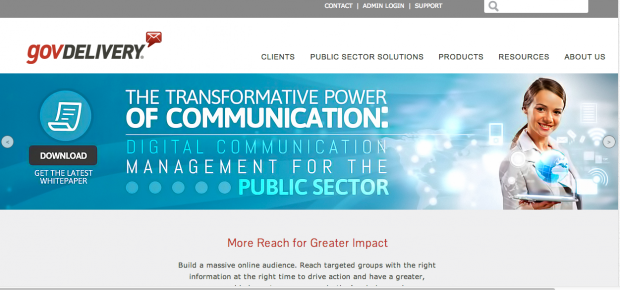 CONTACT | ADMIN LOGIN | SUPPORT
govDELIVERY
CLIENTS PUBLIC SECTOR SOLUTIONS PRODUCTS RESOURCES ABOUT US
THE TRANSFORMATIVE POWER
OF COMMUNICATION:
DIGITAL COMMUNICATION
MANAGEMENT FOR THE
PUBLIC SECTOR
DOWNLOAD
GET THE LATEST
WHITEPAPER
More Reach for Greater Impact
Build a massive online audience. Reach targeted groups with the right
information at the right time to drive action and have a greater,